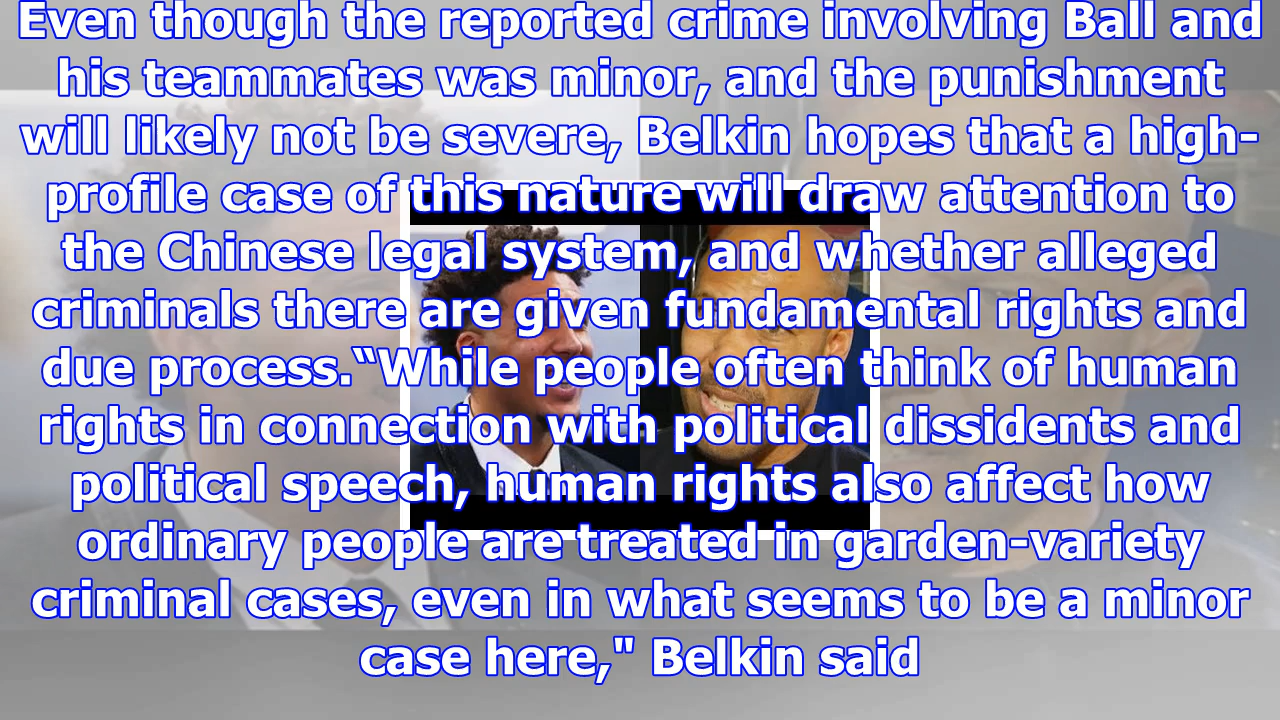 Even though the reported crime involving Ball and
his teammates was minor, and the punishment
will likely not be severe, Belkin hopes that a high-
profile case of this nature will draw attention to
the Chinese legal system, and whether alleged
criminals there are given fundamental rights and
due process.“While people often think of human
rights in connection with political dissidents and
political speech, human rights also affect how
ordinary people are treated in garden-variety
criminal cases, even in what seems to be a minor
case here," Belkin said